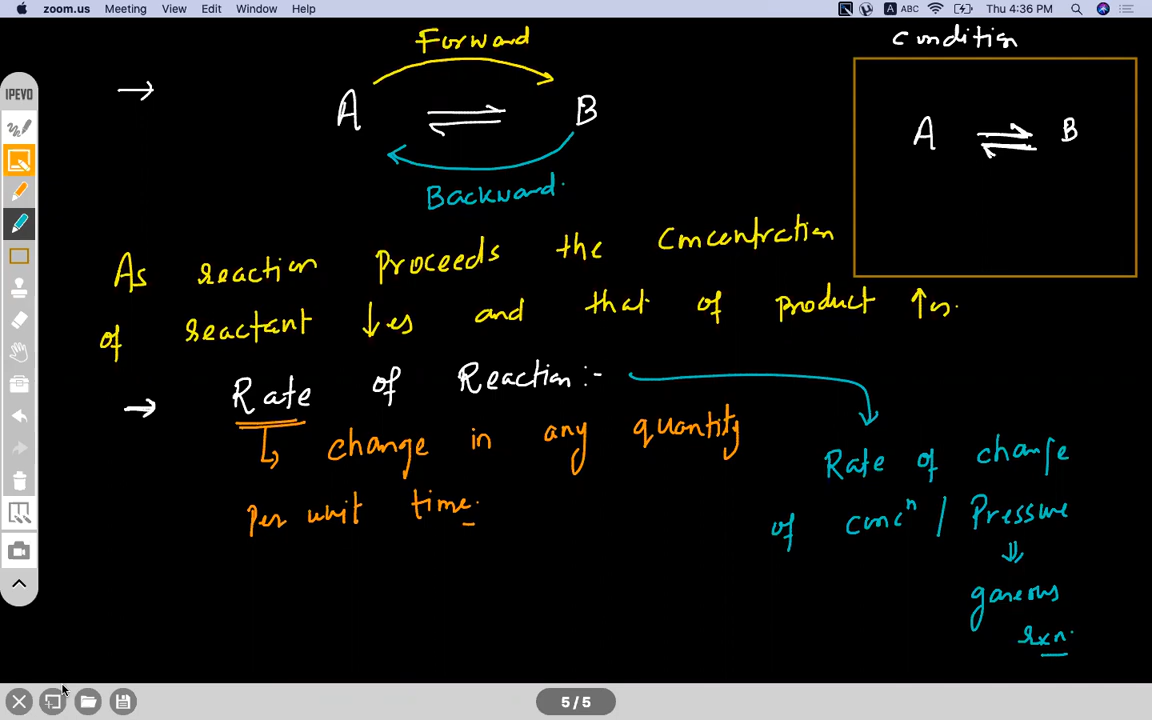 zoom.us Meeting View Edit Window Help A ABC Thu 4:36 PM
Forward
condition
IPEVO
→ A ⇌ B
A ⇌ B
Backward.
As reaction proceeds the concentration
of reactant ↓es and that of product ↑es.
→ Rate of Reaction :-
↳ change in any quantity
per unit time.
Rate of change
of concⁿ / Pressure
⇓
gaseous
rxn.
5/5